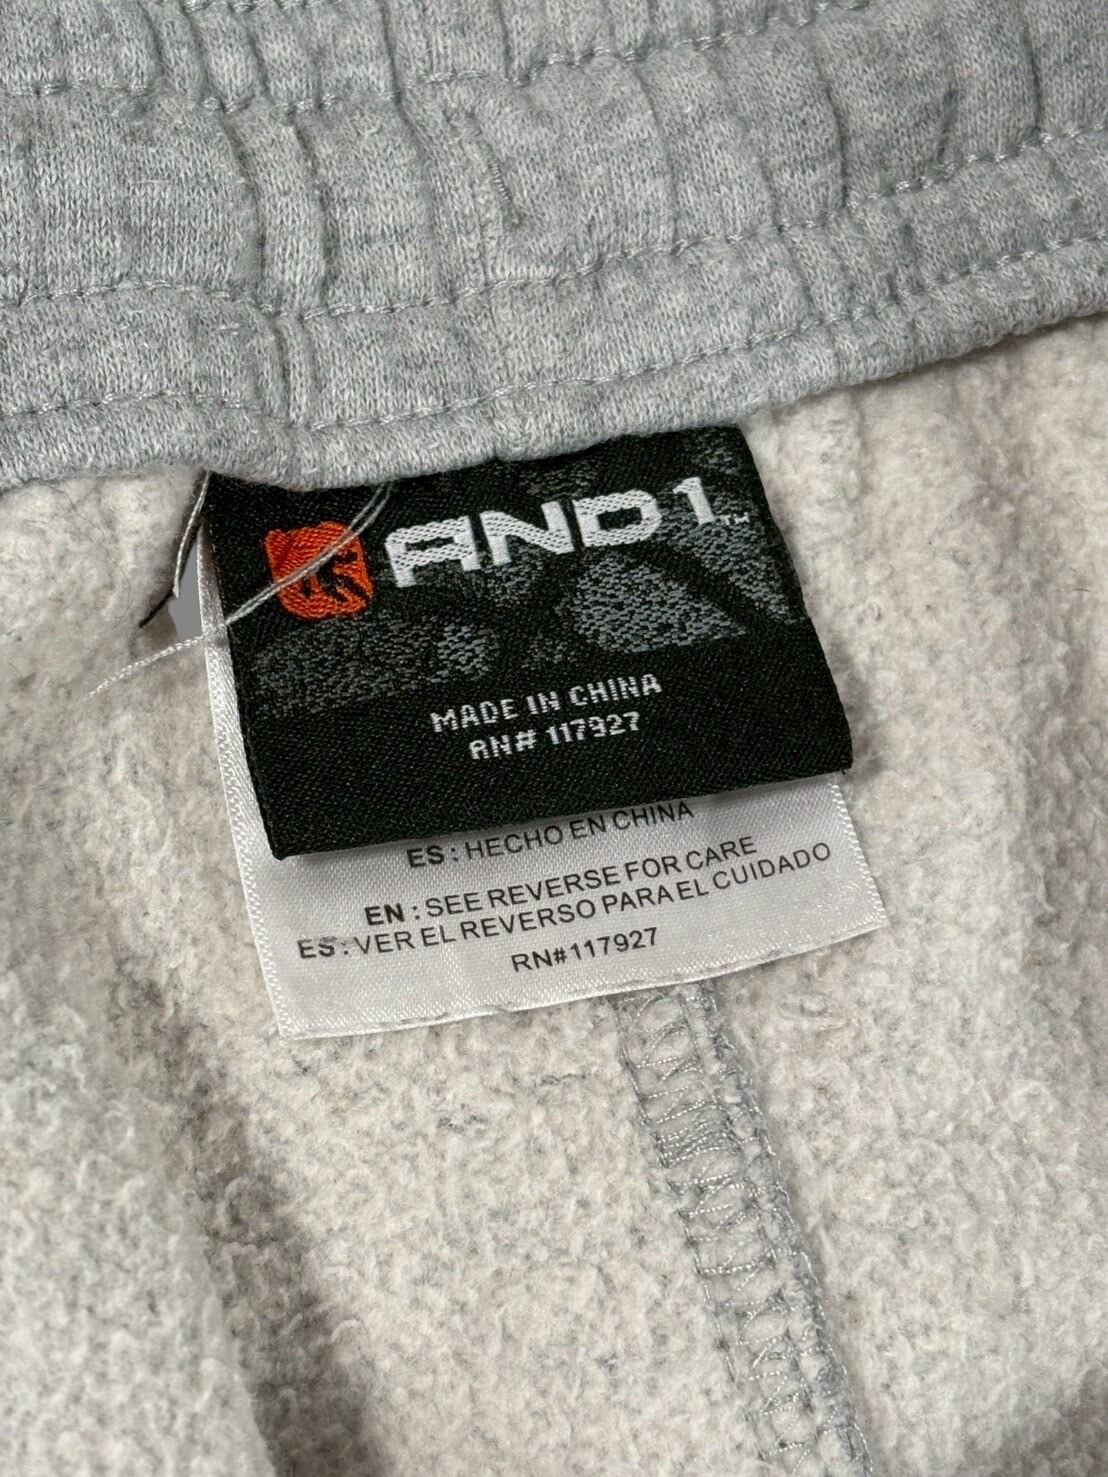 AND1™
MADE IN CHINA
RN# 117927
ES: HECHO EN CHINA
EN: SEE REVERSE FOR CARE
ES: VER EL REVERSO PARA EL CUIDADO
RN#117927